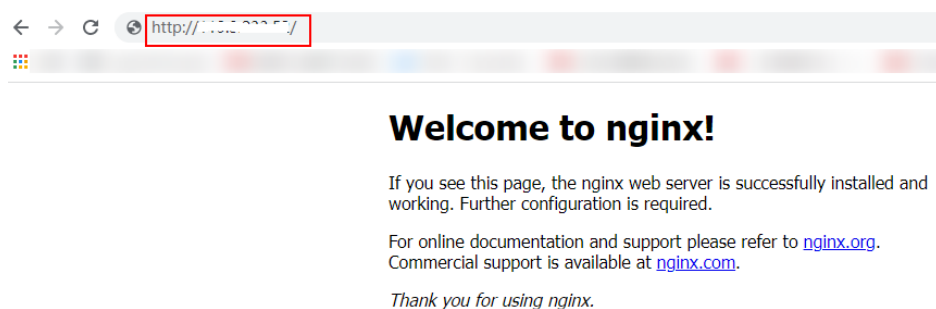 http://
Welcome to nginx!
If you see this page, the nginx web server is successfully installed and
working. Further configuration is required.
For online documentation and support please refer to nginx.org.
Commercial support is available at nginx.com.
Thank you for using nginx.